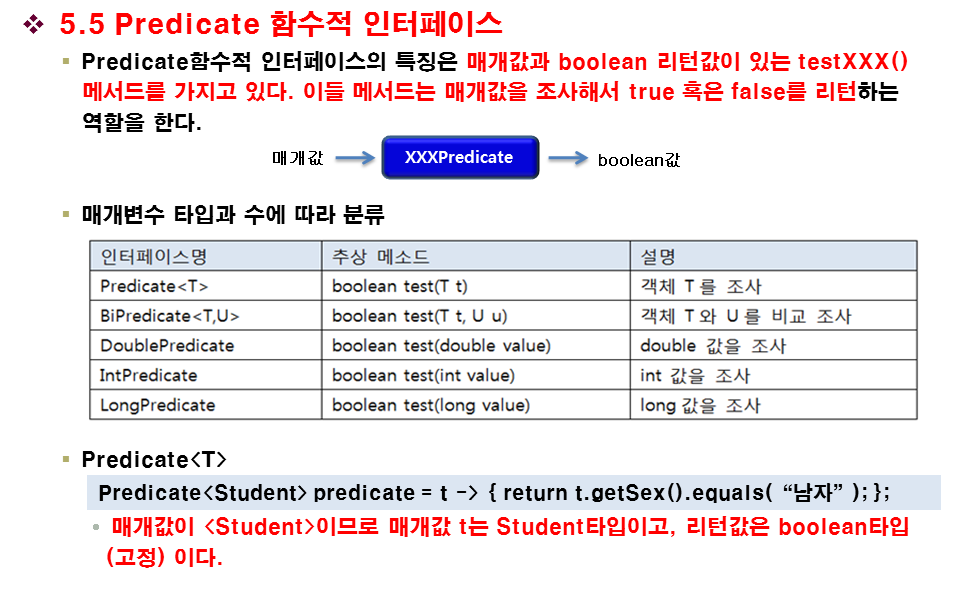 5.5 Predicate 함수적 인터페이스
Predicate함수적 인터페이스의 특징은 매개값과 boolean 리턴값이 있는 testXXX()
메서드를 가지고 있다. 이들 메서드는 매개값을 조사해서 true 혹은 false를 리턴하는
역할을 한다.
매개값 XXXPredicate boolean값
매개변수 타입과 수에 따라 분류
인터페이스명 추상 메소드 설명
Predicate<T> boolean test(T t) 객체 T를 조사
BiPredicate<T,U> boolean test(T t, U u) 객체 T와 U를 비교 조사
DoublePredicate boolean test(double value) double 값을 조사
IntPredicate boolean test(int value) int 값을 조사
LongPredicate boolean test(long value) long값을 조사
Predicate<T>
Predicate<Student> predicate = t -> { return t.getSex().equals( “남자” ); };
매개값이 <Student>이므로 매개값 t는 Student타입이고, 리턴값은 boolean타입
(고정) 이다.